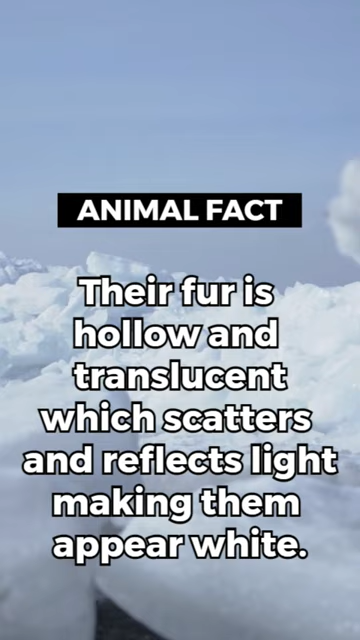 ANIMAL FACT
Their fur is
hollow and
translucent
which scatters
and reflects light
making them
appear white.